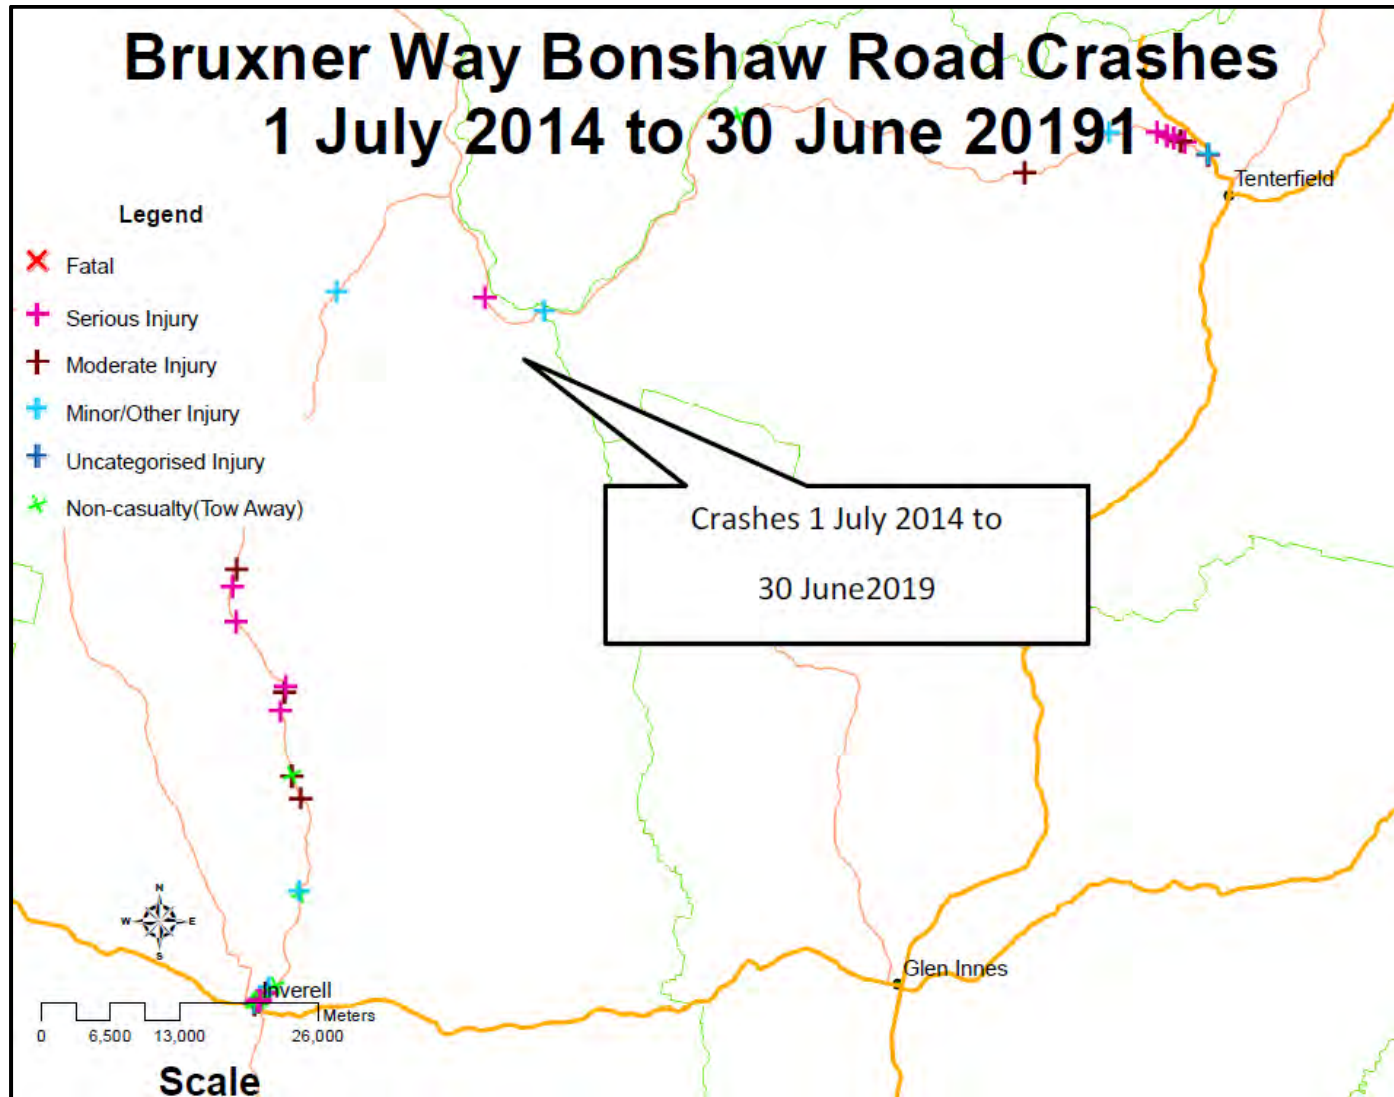 Bruxner Way Bonshaw Road Crashes
1 July 2014 to 30 June 20191
Tenterfield
Legend
Fatal
Serious Injury
Moderate Injury
Minor/Other Injury
Uncategorised Injury
Non-casualty(Tow Away)
Crashes 1 July 2014 to
30 June2019
N
W E
S
Glen Innes
Inverell
Meters
0 6,500 13,000 26,000
Scale